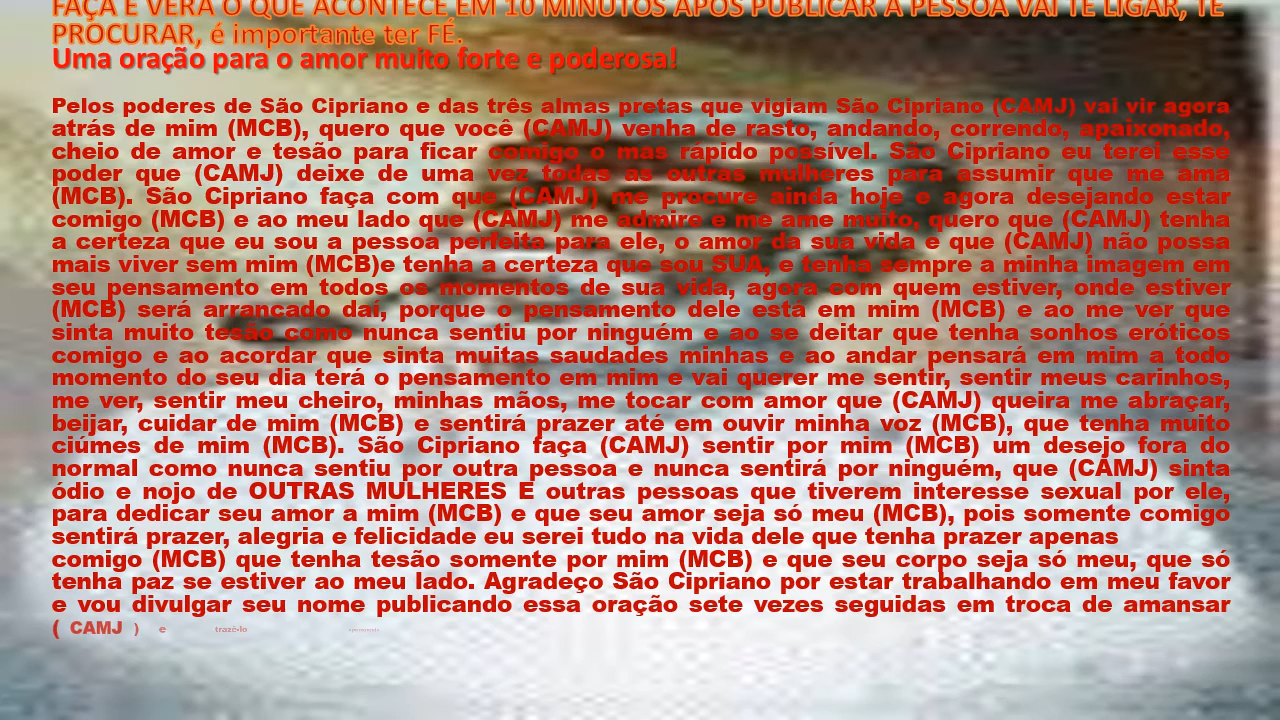 FAÇA E VERÁ O QUE ACONTECE EM 10 MINUTOS APÓS PUBLICAR A PESSOA VAI TE LIGAR, TE
PROCURAR, é importante ter FÉ.
Uma oração para o amor muito forte e poderosa!
Pelos poderes de São Cipriano e das três almas pretas que vigiam São Cipriano (CAMJ) vai vir agora
atrás de mim (MCB), quero que você (CAMJ) venha de rasto, andando, correndo, apaixonado,
cheio de amor e tesão para ficar comigo o mas rápido possível. São Cipriano eu terei esse
poder que (CAMJ) deixe de uma vez todas as outras mulheres para assumir que me ama
(MCB). São Cipriano faça com que (CAMJ) me procure ainda hoje e agora desejando estar
comigo (MCB) e ao meu lado que (CAMJ) me admire e me ame muito, quero que (CAMJ) tenha
a certeza que eu sou a pessoa perfeita para ele, o amor da sua vida e que (CAMJ) não possa
mais viver sem mim (MCB)e tenha a certeza que sou SUA, e tenha sempre a minha imagem em
seu pensamento em todos os momentos de sua vida, agora com quem estiver, onde estiver
(MCB) será arrancado daí, porque o pensamento dele está em mim (MCB) e ao me ver que
sinta muito tesão como nunca sentiu por ninguém e ao se deitar que tenha sonhos eróticos
comigo e ao acordar que sinta muitas saudades minhas e ao andar pensará em mim a todo
momento do seu dia terá o pensamento em mim e vai querer me sentir, sentir meus carinhos,
me ver, sentir meu cheiro, minhas mãos, me tocar com amor que (CAMJ) queira me abraçar,
beijar, cuidar de mim (MCB) e sentirá prazer até em ouvir minha voz (MCB), que tenha muito
ciúmes de mim (MCB). São Cipriano faça (CAMJ) sentir por mim (MCB) um desejo fora do
normal como nunca sentiu por outra pessoa e nunca sentirá por ninguém, que (CAMJ) sinta
ódio e nojo de OUTRAS MULHERES E outras pessoas que tiverem interesse sexual por ele,
para dedicar seu amor a mim (MCB) e que seu amor seja só meu (MCB), pois somente comigo
sentirá prazer, alegria e felicidade eu serei tudo na vida dele que tenha prazer apenas
comigo (MCB) que tenha tesão somente por mim (MCB) e que seu corpo seja só meu, que só
tenha paz se estiver ao meu lado. Agradeço São Cipriano por estar trabalhando em meu favor
e vou divulgar seu nome publicando essa oração sete vezes seguidas em troca de amansar
( CAMJ ) e trazê-lo